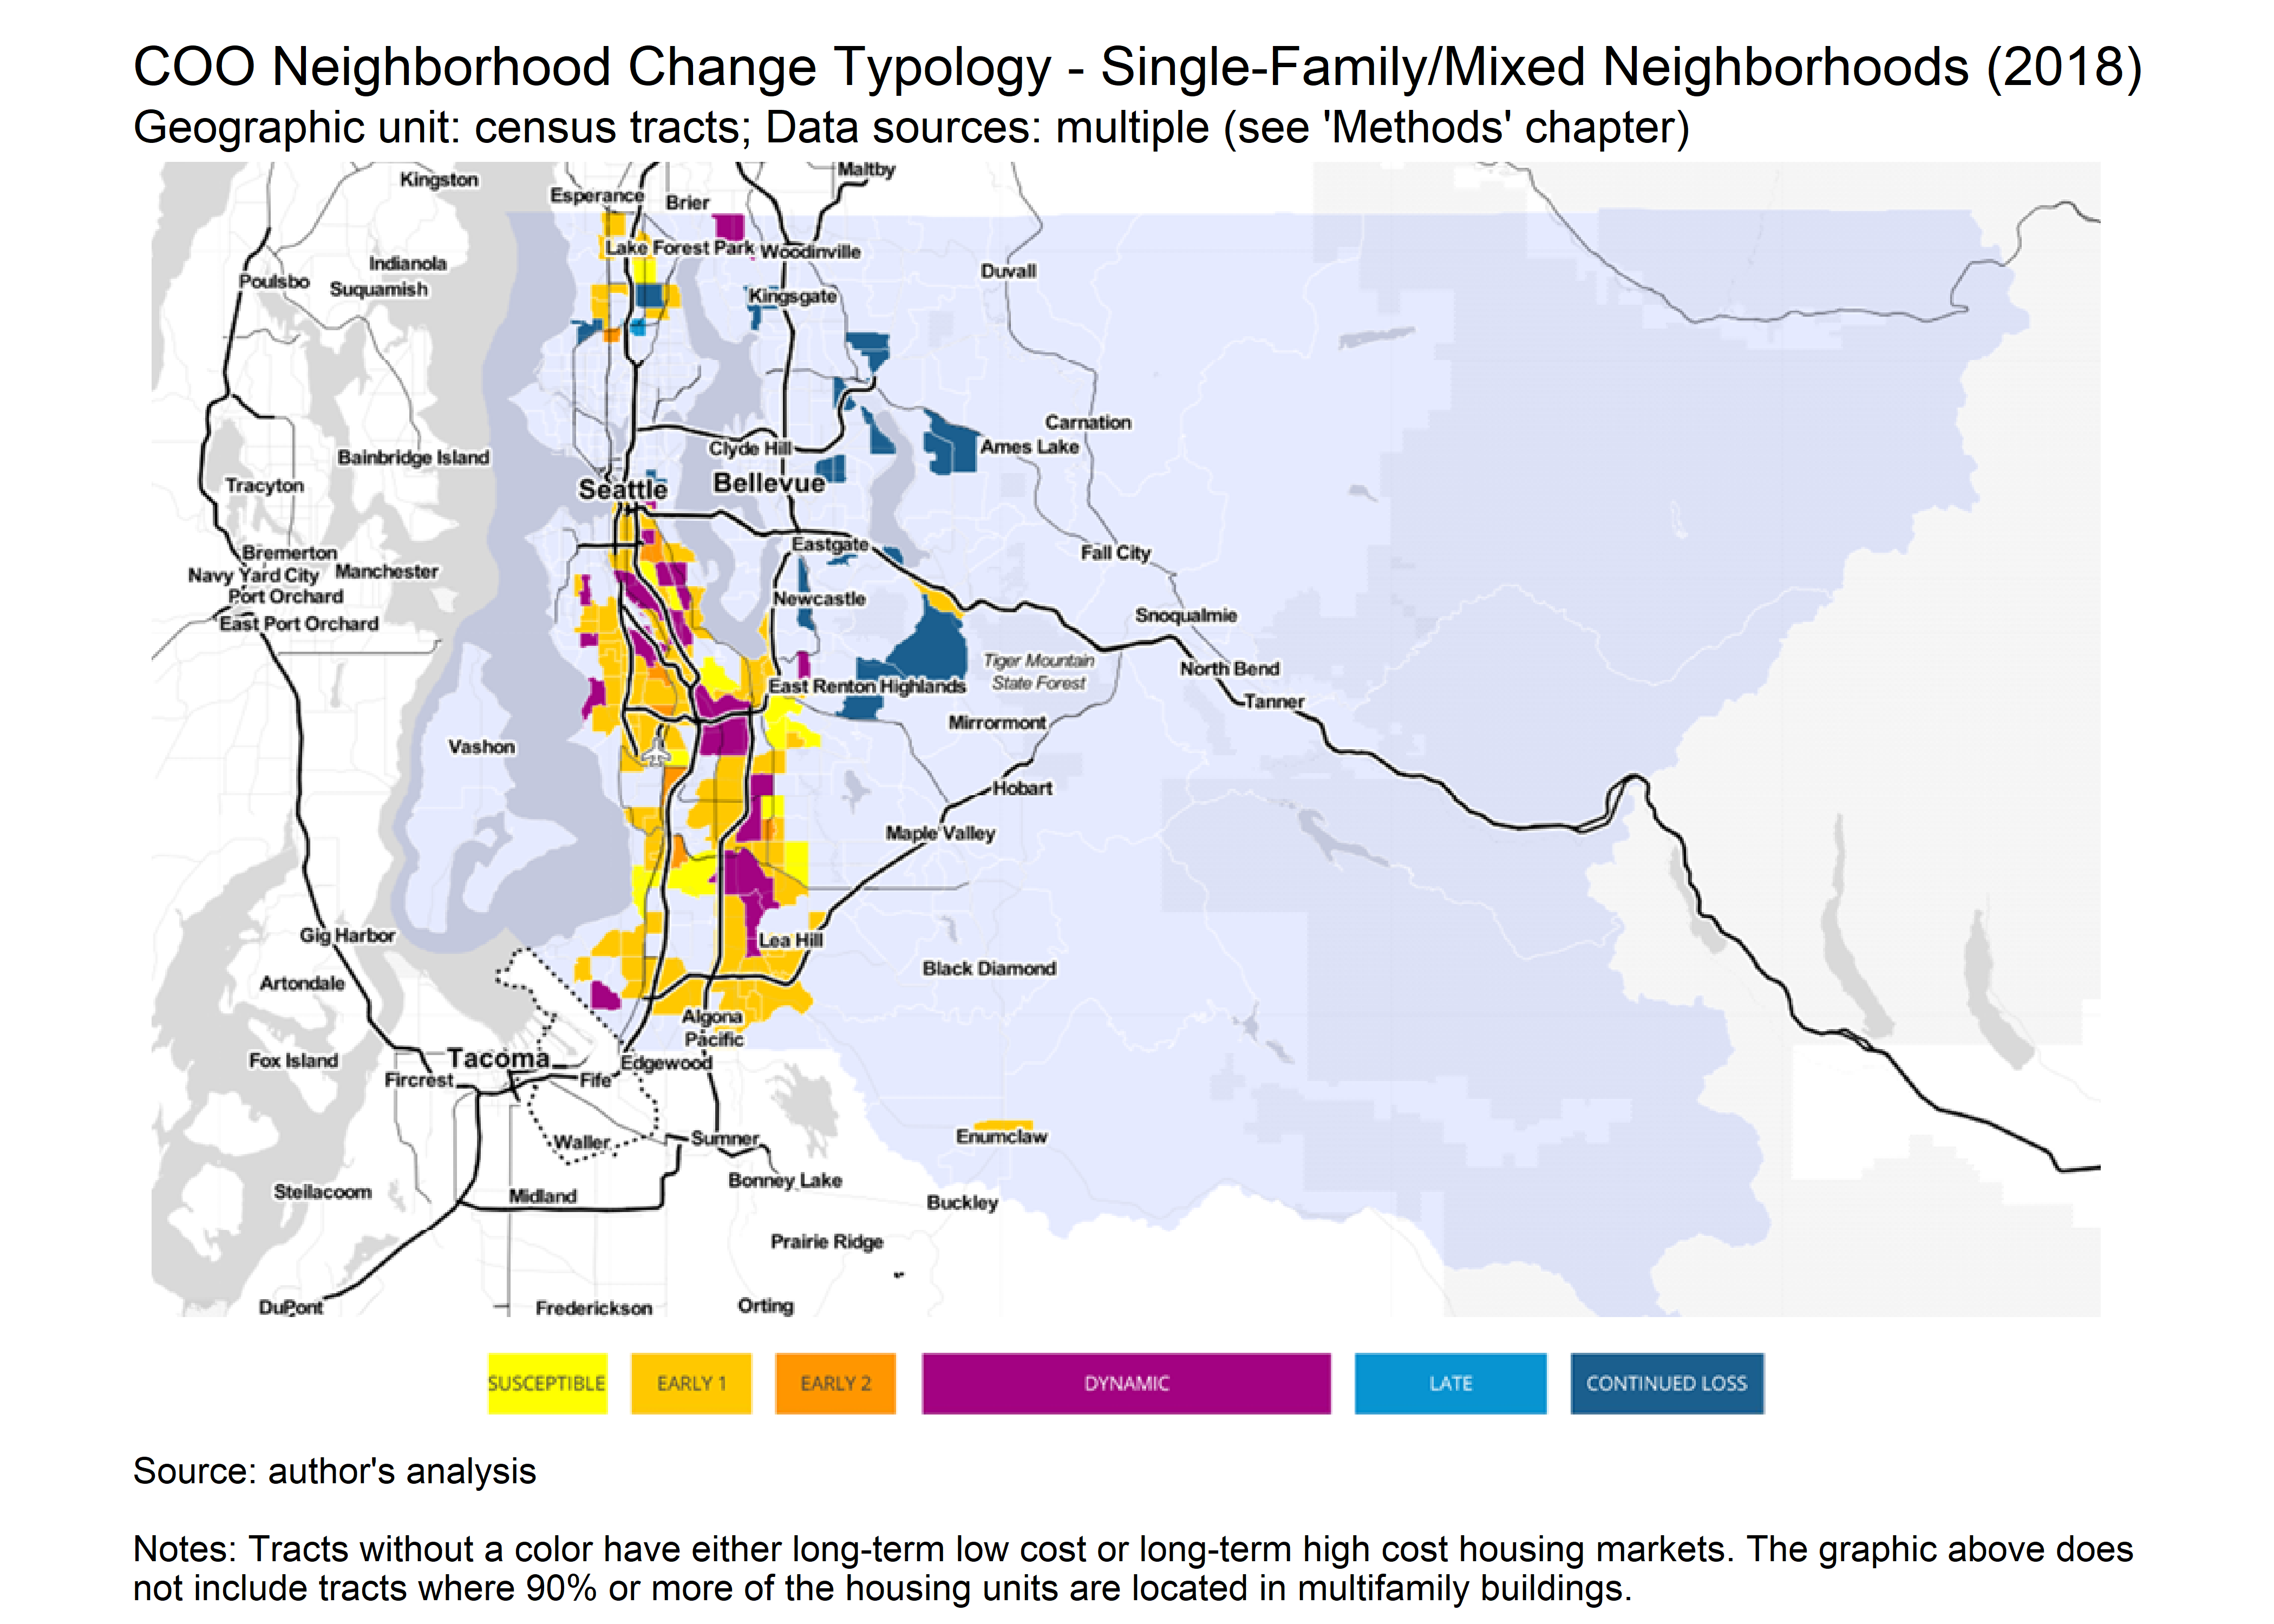 COO Neighborhood Change Typology - Single-Family/Mixed Neighborhoods (2018)
Geographic unit: census tracts; Data sources: multiple (see 'Methods' chapter)
Maltby
Kingston
Esperance
Brier
Lake Forest Park
Woodinville
Indianola
Duvall
Poulsbo
Suquamish
Kingsgate
Carnation
Clyde Hill
Ames Lake
Bainbridge Island
Tracyton
Seattle
Bellevue
Eastgate
Bremerton
Fall City
Navy Yard City
Manchester
Port Orchard
Newcastle
East Port Orchard
Snoqualmie
Tiger Mountain
State Forest
North Bend
East Renton Highlands
Tanner
Mirrormont
Vashon
Hobart
Maple Valley
Gig Harbor
Lea Hill
Black Diamond
Artondale
Algona
Pacific
Fox Island
Tacoma
Edgewood
Fircrest
Fife
Enumclaw
Waller
Sumner
Bonney Lake
Steilacoom
Midland
Buckley
Prairie Ridge
DuPont
Frederickson
Orting
SUSCEPTIBLE
EARLY 1
EARLY 2
DYNAMIC
LATE
CONTINUED LOSS
Source: author's analysis
Notes: Tracts without a color have either long-term low cost or long-term high cost housing markets. The graphic above does
not include tracts where 90% or more of the housing units are located in multifamily buildings.